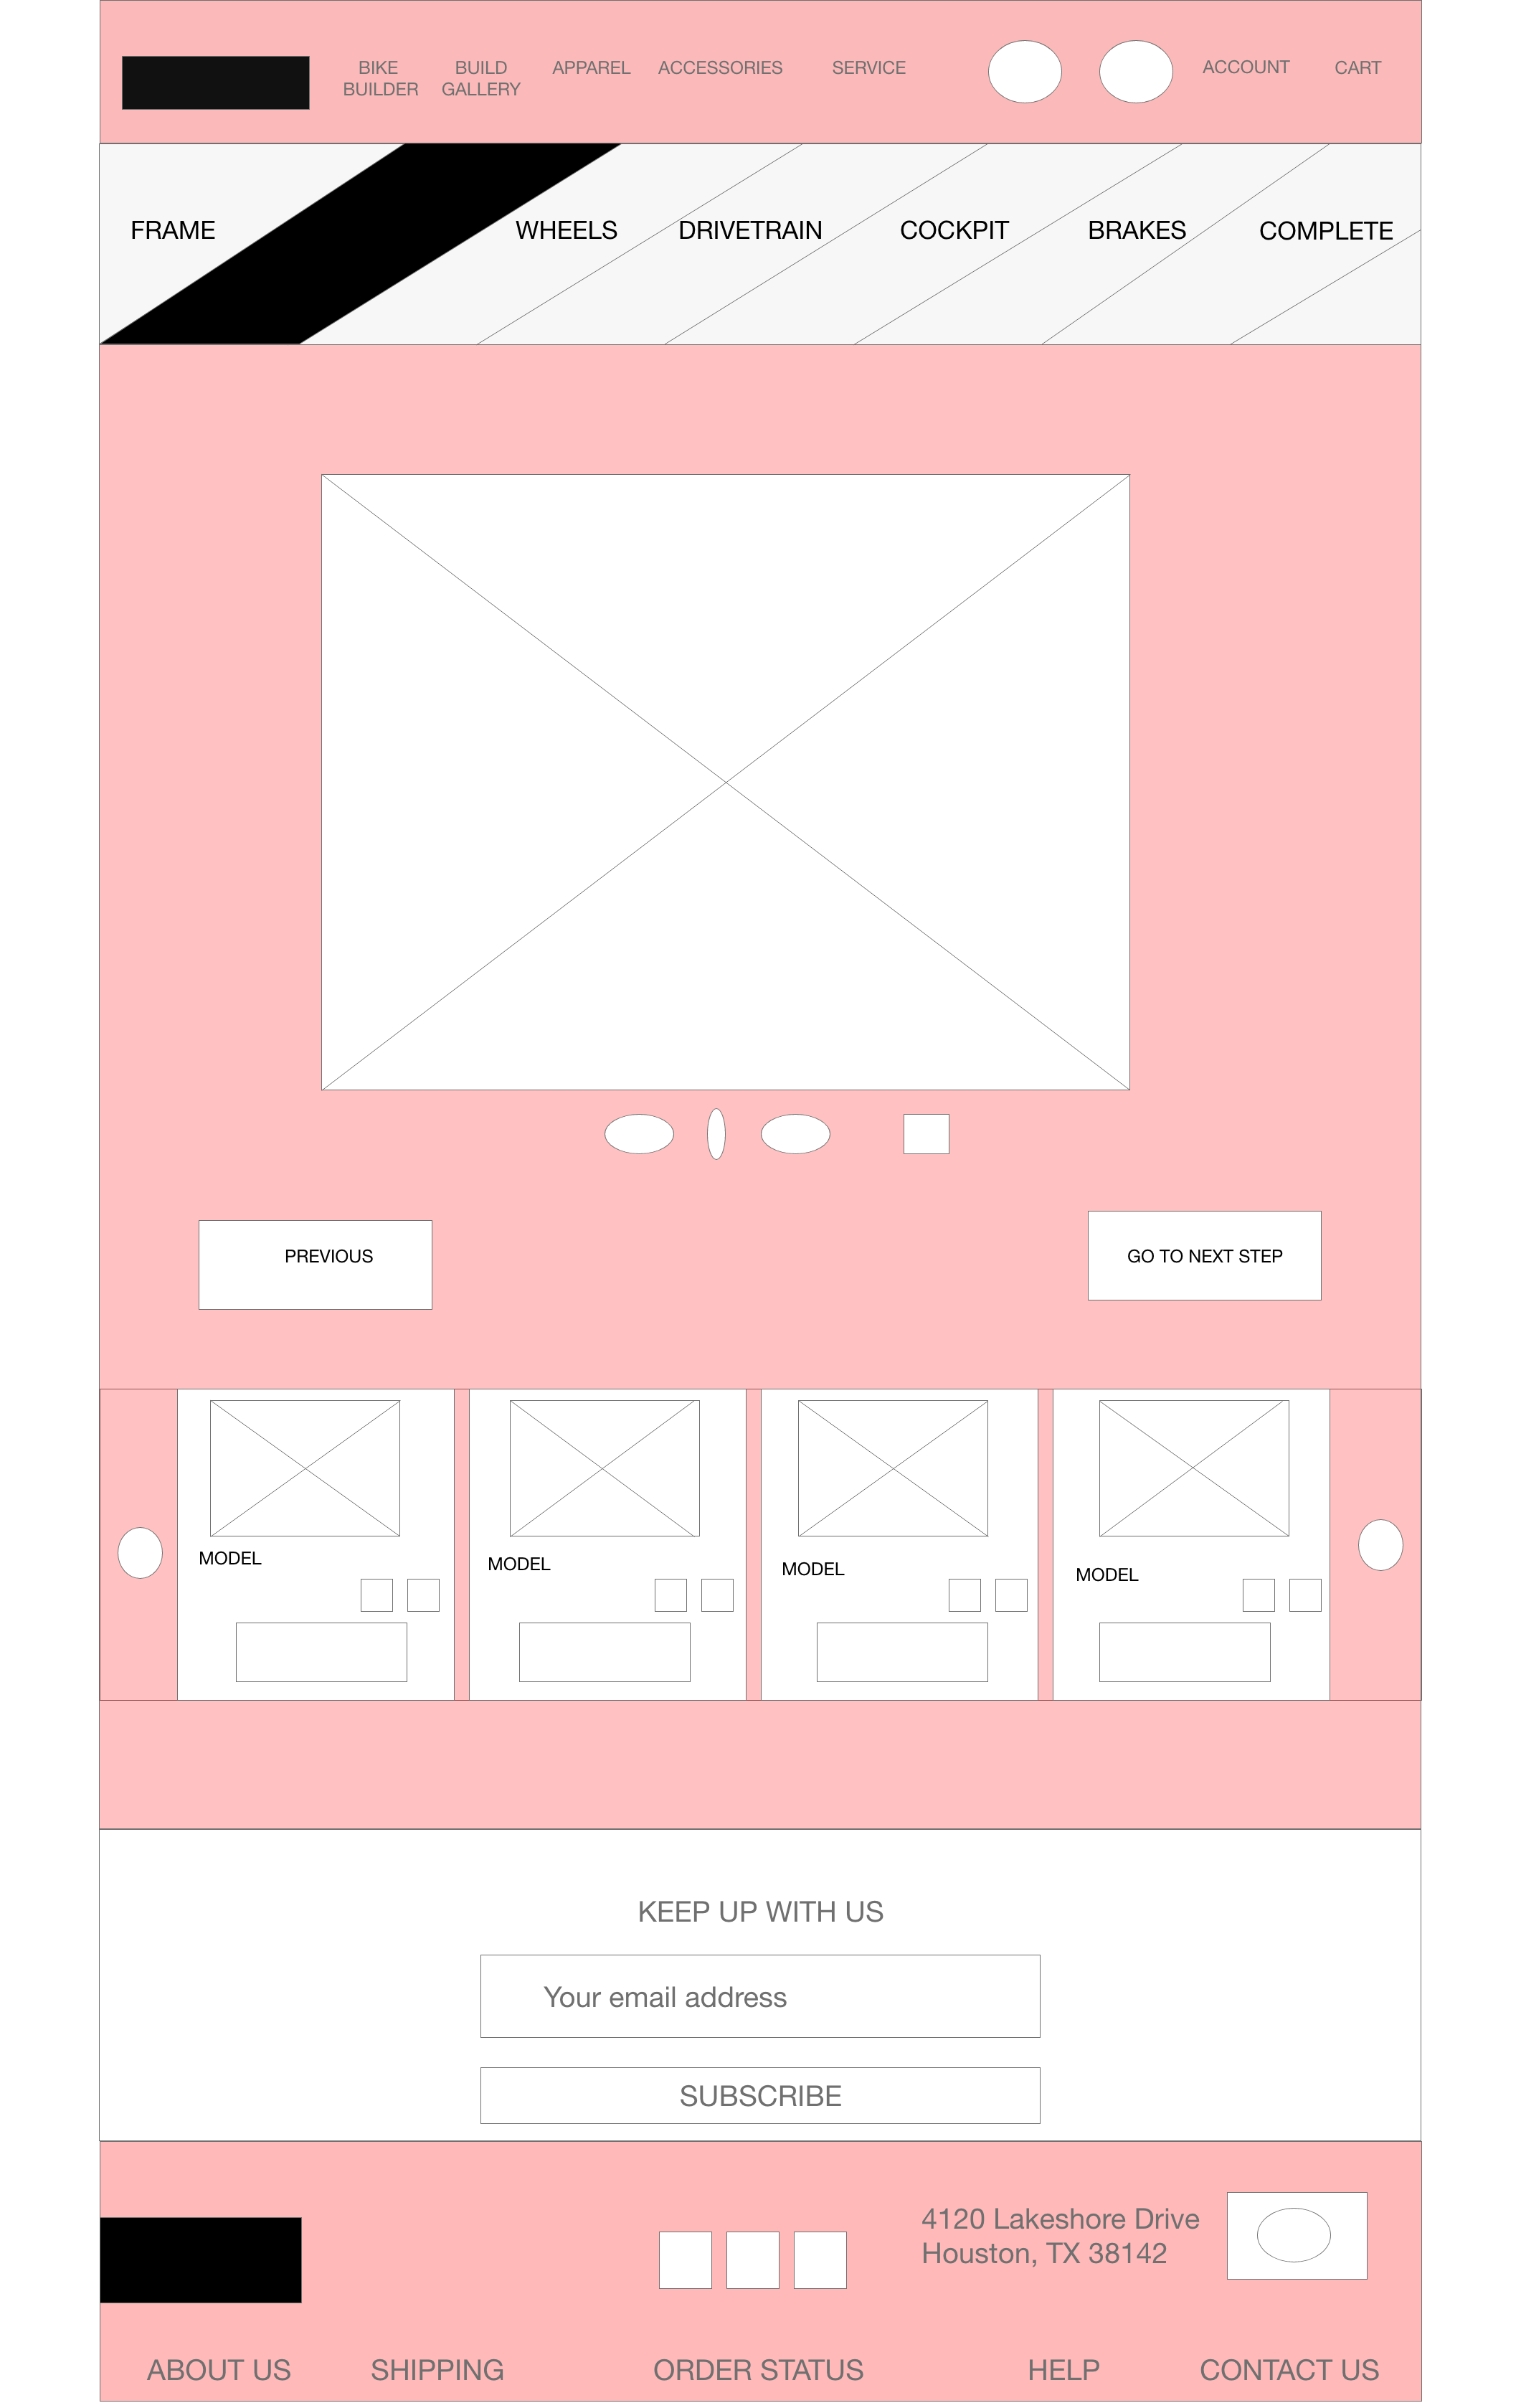 BIKE
BUILDER
BUILD
GALLERY
APPAREL
ACCESSORIES
SERVICE
ACCOUNT
CART
FRAME
WHEELS
DRIVETRAIN
COCKPIT
BRAKES
COMPLETE
PREVIOUS
GO TO NEXT STEP
MODEL
MODEL
MODEL
MODEL
KEEP UP WITH US
Your email address
SUBSCRIBE
4120 Lakeshore Drive
Houston, TX 38142
ABOUT US
SHIPPING
ORDER STATUS
HELP
CONTACT US